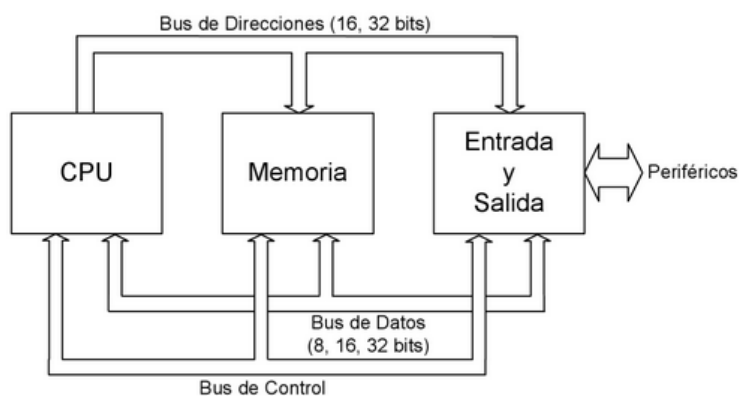 Bus de Direcciones (16, 32 bits)
CPU
Memoria
Entrada
y
Salida
Periféricos
Bus de Datos
(8, 16, 32 bits)
Bus de Control